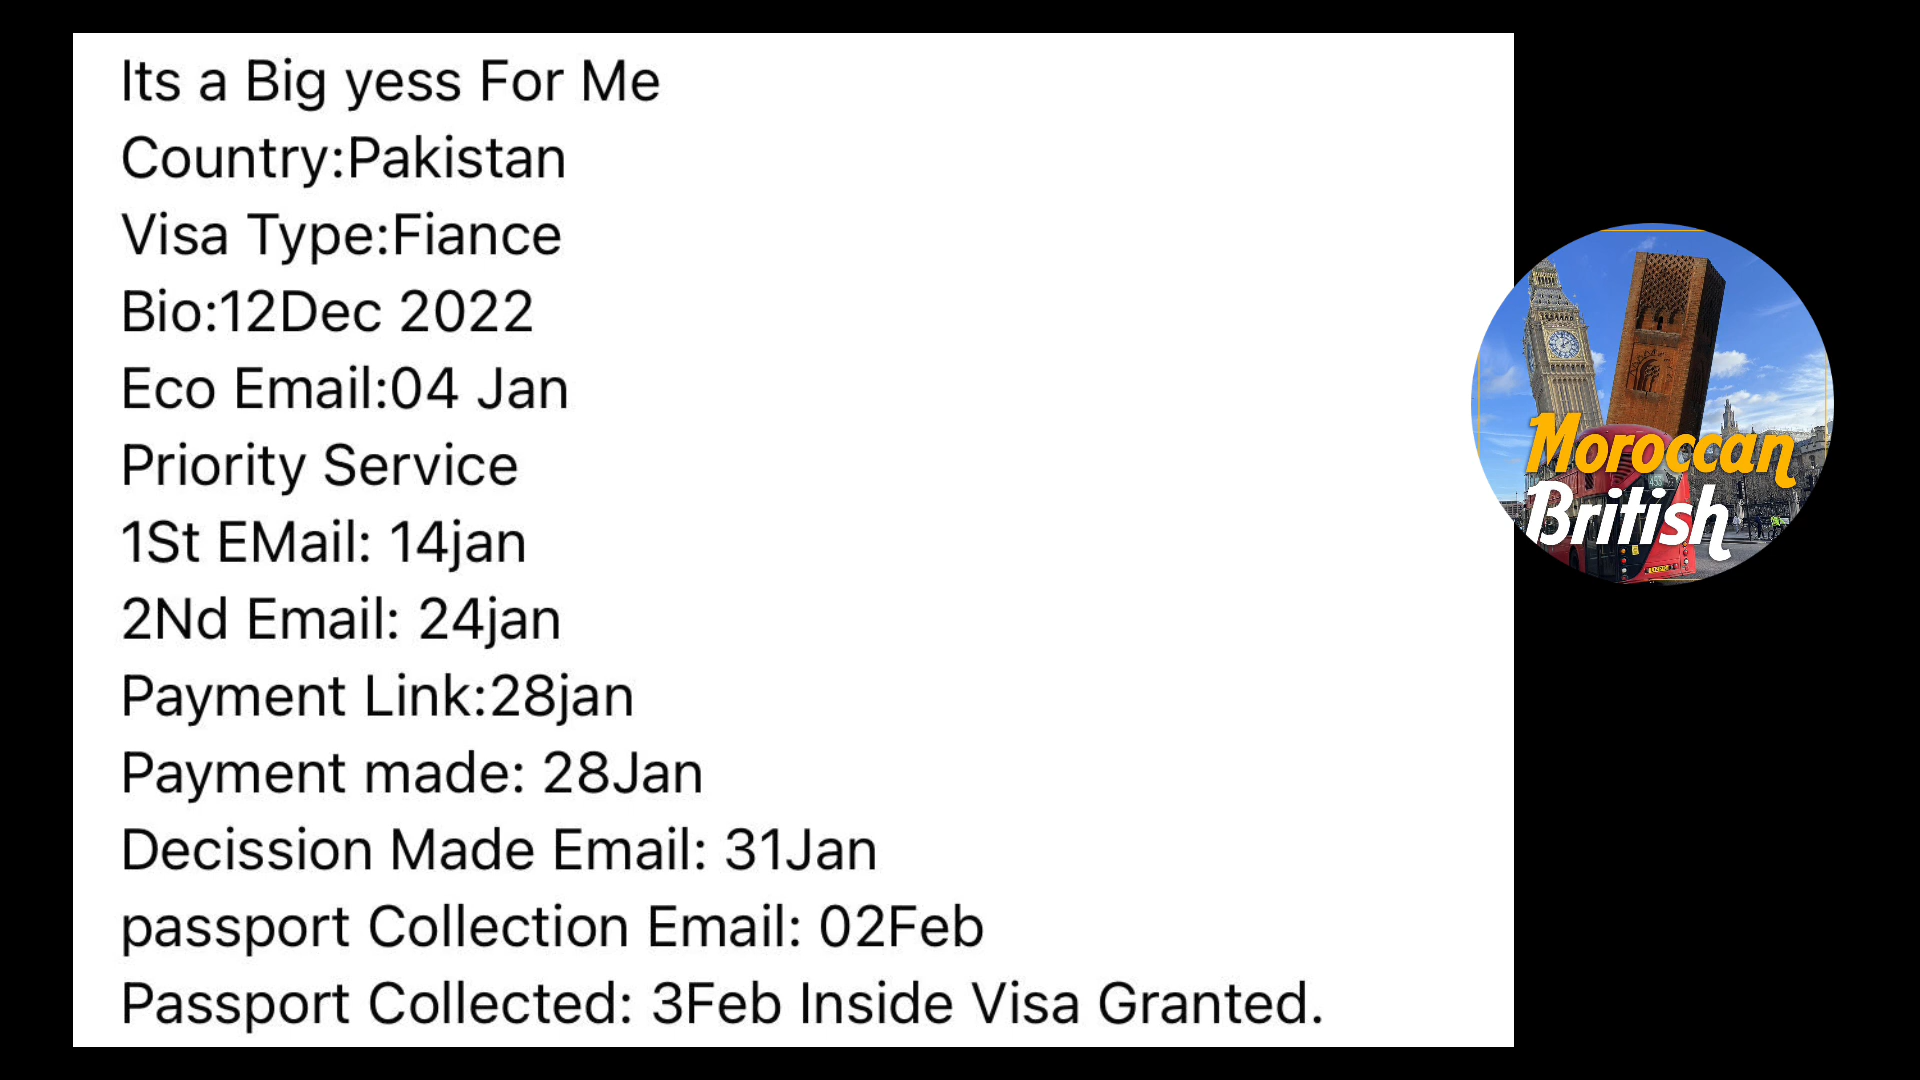 Its a Big yess For Me
Country:Pakistan
Visa Type:Fiance
Bio:12Dec 2022
Eco Email:04 Jan
Priority Service
1St EMail: 14jan
2Nd Email: 24jan
Payment Link:28jan
Payment made: 28Jan
Decission Made Email: 31Jan
passport Collection Email: 02Feb
Passport Collected: 3Feb Inside Visa Granted.
Moroccan
British